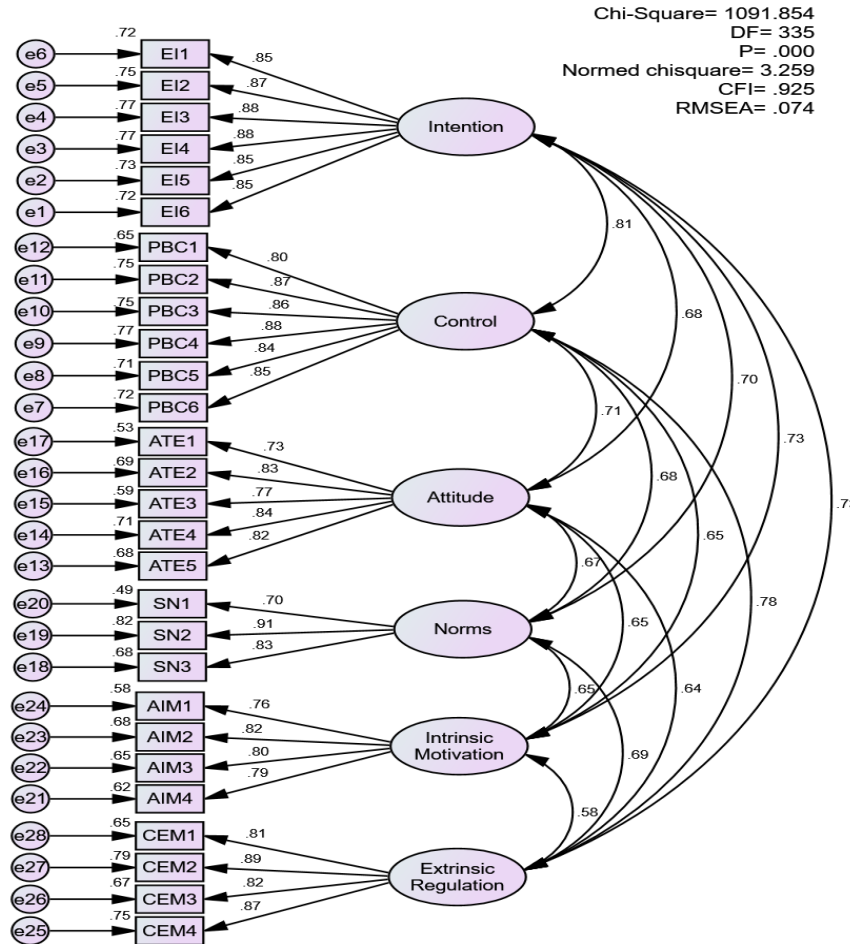 Chi-Square= 1091.854
DF= 335
P= .000
Normed chisquare= 3.259
CFI= .925
RMSEA= .074
e6 .72 EI1 .85
e5 .75 EI2 .87
e4 .77 EI3 .88
e3 .77 EI4 .88
e2 .73 EI5 .85
e1 .72 EI6 .85
Intention
e12 .65 PBC1 .80
e11 .75 PBC2 .87
e10 .75 PBC3 .86
e9 .77 PBC4 .88
e8 .71 PBC5 .84
e7 .72 PBC6 .85
Control
e17 .53 ATE1 .73
e16 .69 ATE2 .83
e15 .59 ATE3 .77
e14 .71 ATE4 .84
e13 .68 ATE5 .82
Attitude
e20 .49 SN1 .70
e19 .82 SN2 .91
e18 .68 SN3 .83
Norms
e24 .58 AIM1 .76
e23 .68 AIM2 .82
e22 .65 AIM3 .80
e21 .62 AIM4 .79
Intrinsic
Motivation
e28 .65 CEM1 .81
e27 .79 CEM2 .89
e26 .67 CEM3 .82
e25 .75 CEM4 .87
Extrinsic
Regulation
.81
.68
.70
.71
.73
.68
.65
.67
.78
.65
.65
.64
.69
.58